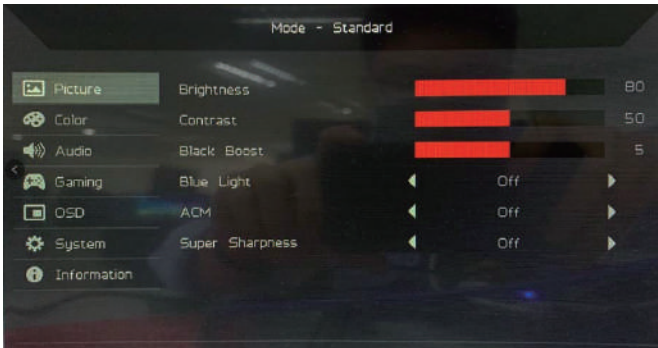 Mode - Standard
Picture
Brightness 80
Color
Contrast 50
Audio
Black Boost 5
Gaming
Blue Light Off
OSD
ACM Off
System
Super Sharpness Off
Information